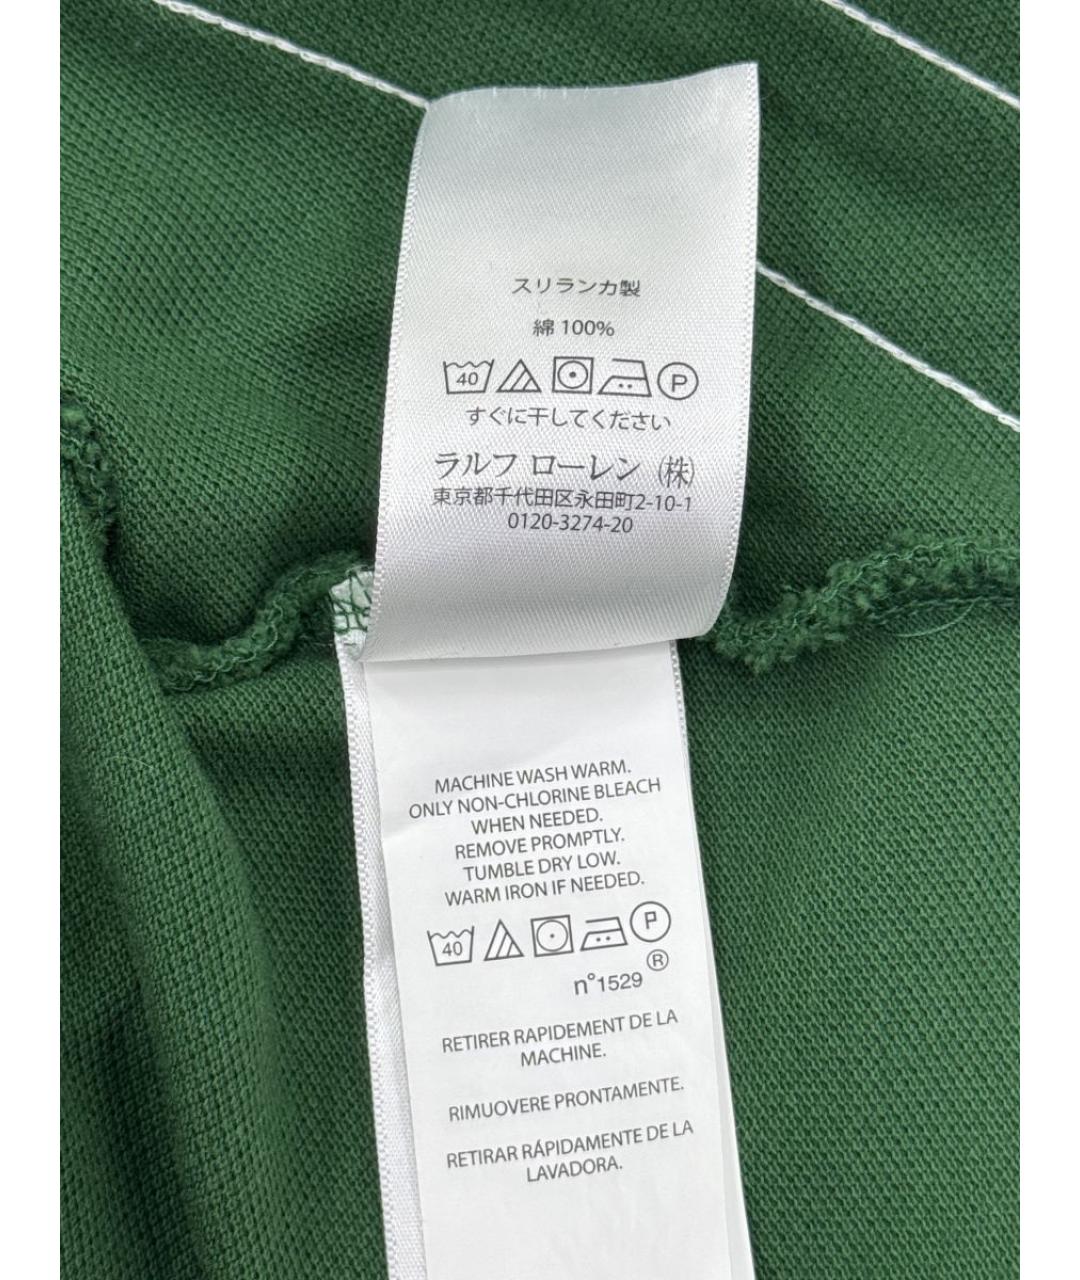 スリランカ製
綿 100%
40 P
すぐに干してください
ラルフ ローレン (株)
東京都千代田区永田町2-10-1
0120-3274-20
MACHINE WASH WARM.
ONLY NON-CHLORINE BLEACH
WHEN NEEDED.
REMOVE PROMPTLY.
TUMBLE DRY LOW.
WARM IRON IF NEEDED.
40 P
n°1529 ®
RETIRER RAPIDEMENT DE LA
MACHINE.
RIMUOVERE PRONTAMENTE.
RETIRAR RÁPIDAMENTE DE LA
LAVADORA.